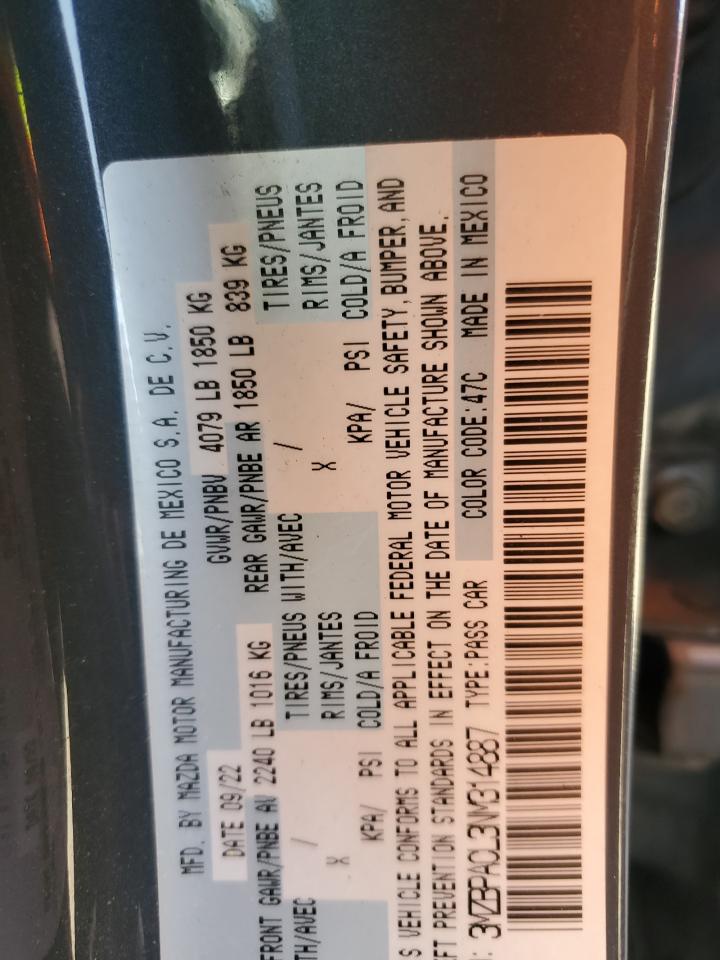 MFD. BY MAZDA MOTOR MANUFACTURING DE MEXICO S.A. DE C.V.
DATE 09/22 GVWR/PNBV 4079 LB 1850 KG
FRONT GAWR/PNBE AV 2240 LB 1016 KG REAR GAWR/PNBE AR 1850 LB 839 KG
TH/AVEC / TIRES/PNEUS WITH/AVEC / TIRES/PNEUS
X RIMS/JANTES X RIMS/JANTES
KPA/ PSI COLD/A FROID KPA/ PSI COLD/A FROID
S VEHICLE CONFORMS TO ALL APPLICABLE FEDERAL MOTOR VEHICLE SAFETY, BUMPER, AND
FT PREVENTION STANDARDS IN EFFECT ON THE DATE OF MANUFACTURE SHOWN ABOVE.
: 3MZBPACL3NM314887 TYPE:PASS CAR COLOR CODE:47C MADE IN MEXICO